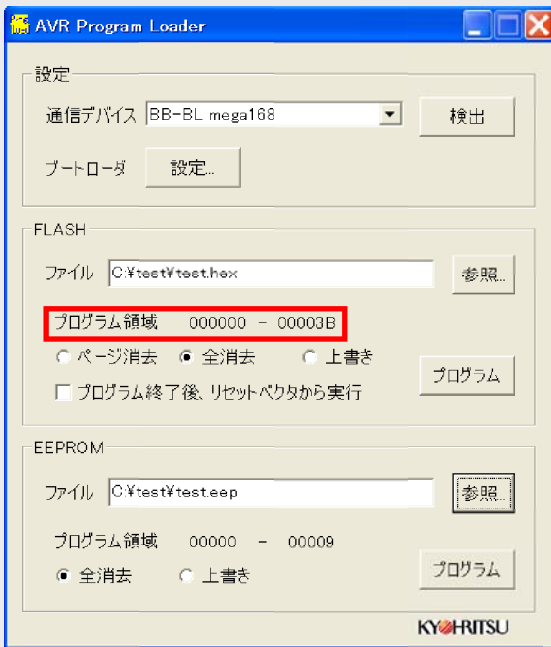 AVR Program Loader
設定
通信デバイス BB-BL mega168 検出
ブートローダ 設定...
FLASH
ファイル C:¥test¥test.hex 参照...
プログラム領域 000000 - 00003B
ページ消去 全消去 上書き
プログラム
プログラム終了後、リセットベクタから実行
EEPROM
ファイル C:¥test¥test.eep 参照...
プログラム領域 00000 - 00009
全消去 上書き
プログラム
KYOHRITSU